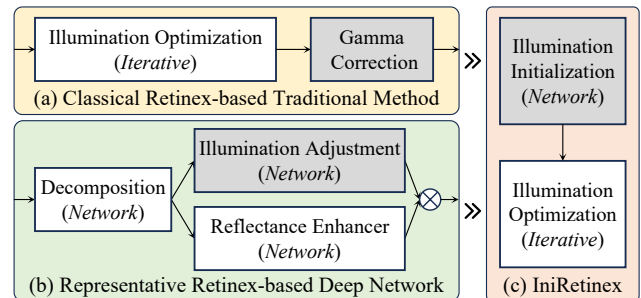 Illumination Optimization
(Iterative)
Gamma
Correction
(a) Classical Retinex-based Traditional Method
Decomposition
(Network)
Illumination Adjustment
(Network)
Reflectance Enhancer
(Network)
(b) Representative Retinex-based Deep Network
Illumination
Initialization
(Network)
Illumination
Optimization
(Iterative)
(c) IniRetinex